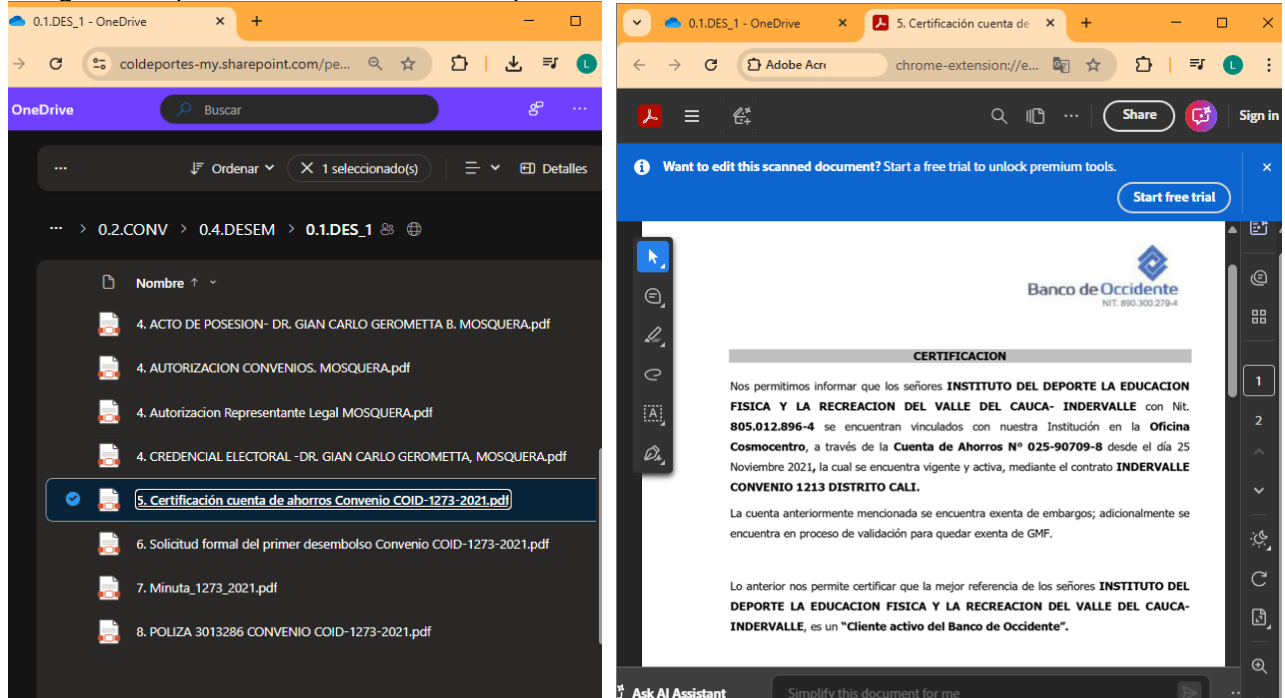 0.1.DES_1 - OneDrive
coldeportes-my.sharepoint.com/pe...
L
OneDrive
Buscar
Ordenar
1 seleccionado(s)
Detalles
... > 0.2.CONV > 0.4.DESEM > 0.1.DES_1
Nombre
4. ACTO DE POSESION- DR. GIAN CARLO GEROMETTA B. MOSQUERA.pdf
4. AUTORIZACION CONVENIOS. MOSQUERA.pdf
4. Autorizacion Representante Legal MOSQUERA.pdf
4. CREDENCIAL ELECTORAL -DR. GIAN CARLO GEROMETTA, MOSQUERA.pdf
5. Certificación cuenta de ahorros Convenio COID-1273-2021.pdf
6. Solicitud formal del primer desembolso Convenio COID-1273-2021.pdf
7. Minuta_1273_2021.pdf
8. POLIZA 3013286 CONVENIO COID-1273-2021.pdf
0.1.DES_1 - OneDrive
5. Certificación cuenta de
Adobe Acr
chrome-extension://e...
L
Share
Sign in
Want to edit this scanned document? Start a free trial to unlock premium tools.
Start free trial
Banco de Occidente
NIT. 890.300.279-4
CERTIFICACION
Nos permitimos informar que los señores INSTITUTO DEL DEPORTE LA EDUCACION
FISICA Y LA RECREACION DEL VALLE DEL CAUCA- INDERVALLE con Nit.
805.012.896-4 se encuentran vinculados con nuestra Institución en la Oficina
Cosmocentro, a través de la Cuenta de Ahorros Nº 025-90709-8 desde el día 25
Noviembre 2021, la cual se encuentra vigente y activa, mediante el contrato INDERVALLE
CONVENIO 1213 DISTRITO CALI.
La cuenta anteriormente mencionada se encuentra exenta de embargos; adicionalmente se
encuentra en proceso de validación para quedar exenta de GMF.
Lo anterior nos permite certificar que la mejor referencia de los señores INSTITUTO DEL
DEPORTE LA EDUCACION FISICA Y LA RECREACION DEL VALLE DEL CAUCA-
INDERVALLE, es un "Cliente activo del Banco de Occidente".
1
2
Ask AI Assistant
Simplify this document for me